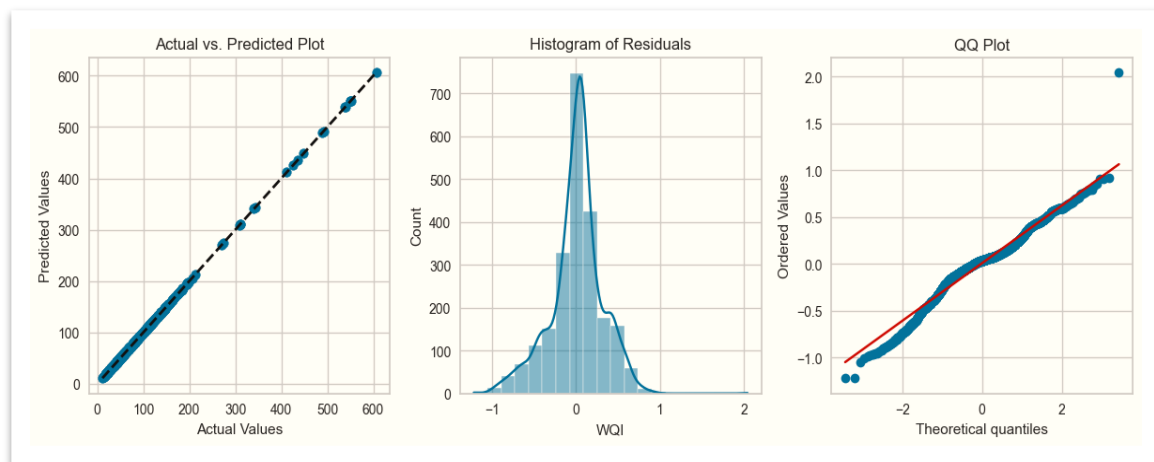 Actual vs. Predicted Plot
600
500
400
300
200
100
0
Predicted Values
0 100 200 300 400 500 600
Actual Values
Histogram of Residuals
700
600
500
400
300
200
100
0
Count
−1 0 1 2
WQI
QQ Plot
2.0
1.5
1.0
0.5
0.0
−0.5
−1.0
Ordered Values
−2 0 2
Theoretical quantiles